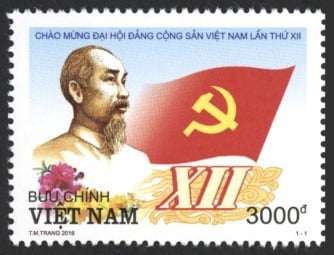 CHÀO MỪNG ĐẠI HỘI ĐẢNG CỘNG SẢN VIỆT NAM LẦN THỨ XII
XII
BƯU CHÍNH
VIỆT NAM
3000đ
T.M.TRANG 2016
1 - 1